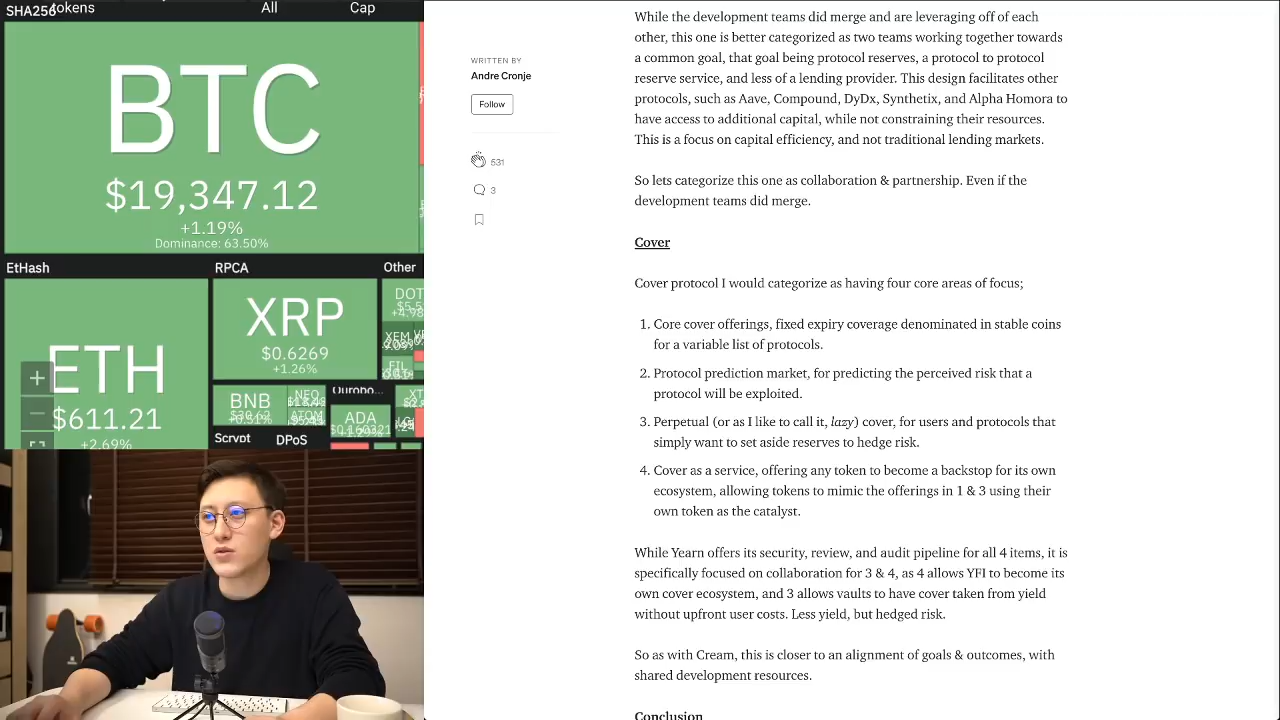 SHA256
tokens
All
Cap
BTC
$19,347.12
+1.19%
Dominance: 63.50%
EtHash
RPCA
Other
XRP
$0.6269
+1.26%
DOT
+4.98
XEM
FIL
ETH
$611.21
+2.69%
BNB
$30.62
+0.51%
NEO
ATOM
Ourobo...
ADA
$0.160321
Scrypt
DPoS
While the development teams did merge and are leveraging off of each
other, this one is better categorized as two teams working together towards
a common goal, that goal being protocol reserves, a protocol to protocol
reserve service, and less of a lending provider. This design facilitates other
protocols, such as Aave, Compound, DyDx, Synthetix, and Alpha Homora to
have access to additional capital, while not constraining their resources.
This is a focus on capital efficiency, and not traditional lending markets.
WRITTEN BY
Andre Cronje
Follow
531
3
So lets categorize this one as collaboration & partnership. Even if the
development teams did merge.
Cover
Cover protocol I would categorize as having four core areas of focus;
1. Core cover offerings, fixed expiry coverage denominated in stable coins
for a variable list of protocols.
2. Protocol prediction market, for predicting the perceived risk that a
protocol will be exploited.
3. Perpetual (or as I like to call it, lazy) cover, for users and protocols that
simply want to set aside reserves to hedge risk.
4. Cover as a service, offering any token to become a backstop for its own
ecosystem, allowing tokens to mimic the offerings in 1 & 3 using their
own token as the catalyst.
While Yearn offers its security, review, and audit pipeline for all 4 items, it is
specifically focused on collaboration for 3 & 4, as 4 allows YFI to become its
own cover ecosystem, and 3 allows vaults to have cover taken from yield
without upfront user costs. Less yield, but hedged risk.
So as with Cream, this is closer to an alignment of goals & outcomes, with
shared development resources.
Conclusion